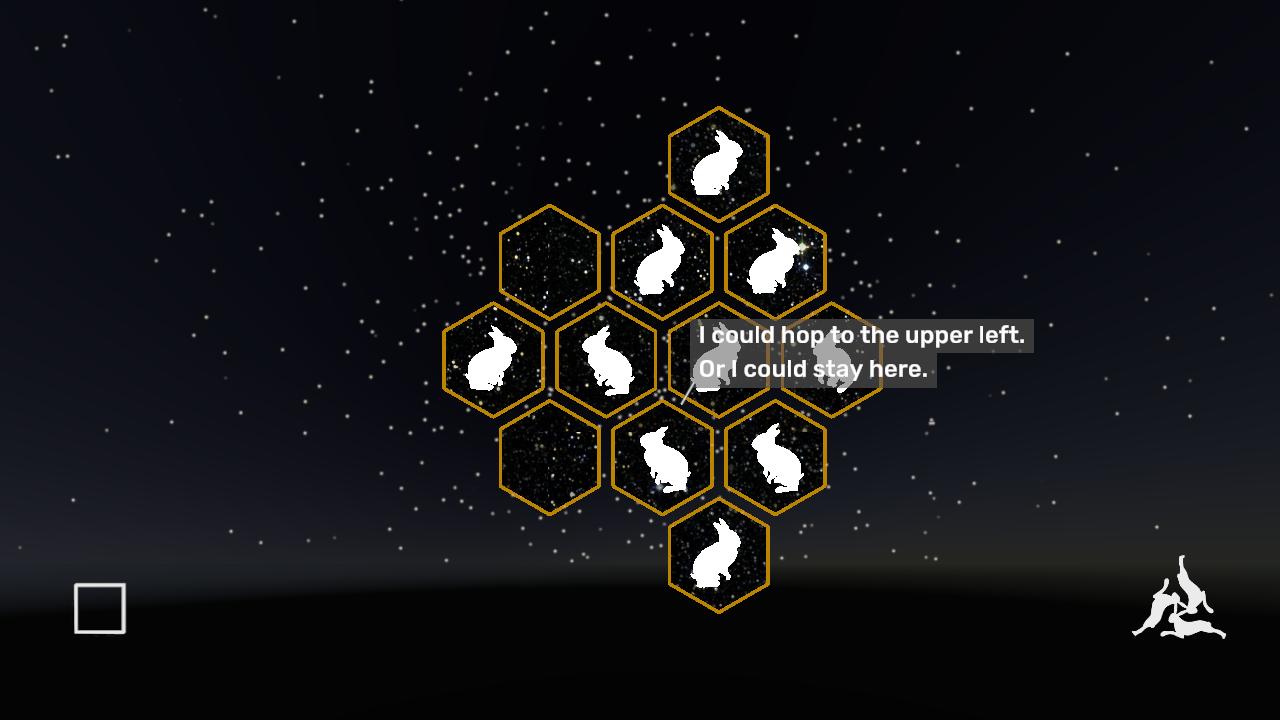 I could hop to the upper left.
Or I could stay here.